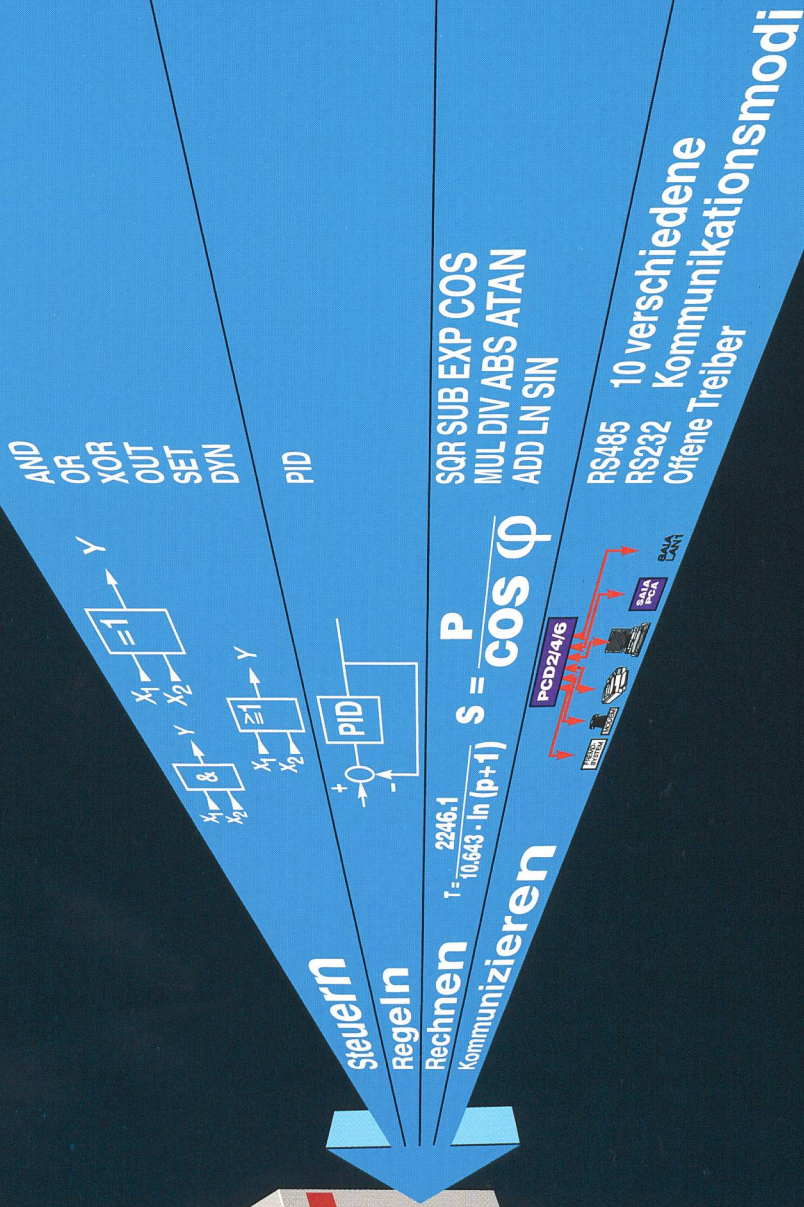 Steuern
X₁
X₂
&
Y
X₁
X₂
=1
Y
X₁
X₂
≥1
Y
AND
OR
XOR
OUT
SET
DYN
Regeln
+
-
PID
PID
Rechnen
T = 2246.1
10.643 - ln (p+1)
S = P
cos φ
SQR SUB EXP COS
MUL DIV ABS ATAN
ADD LN SIN
Kommunizieren
PCD2/4/6
MODEM
SAIA
PCA
SAIA
LAN1
RS485
RS232
Offene Treiber
10 verschiedene
Kommunikationsmodi